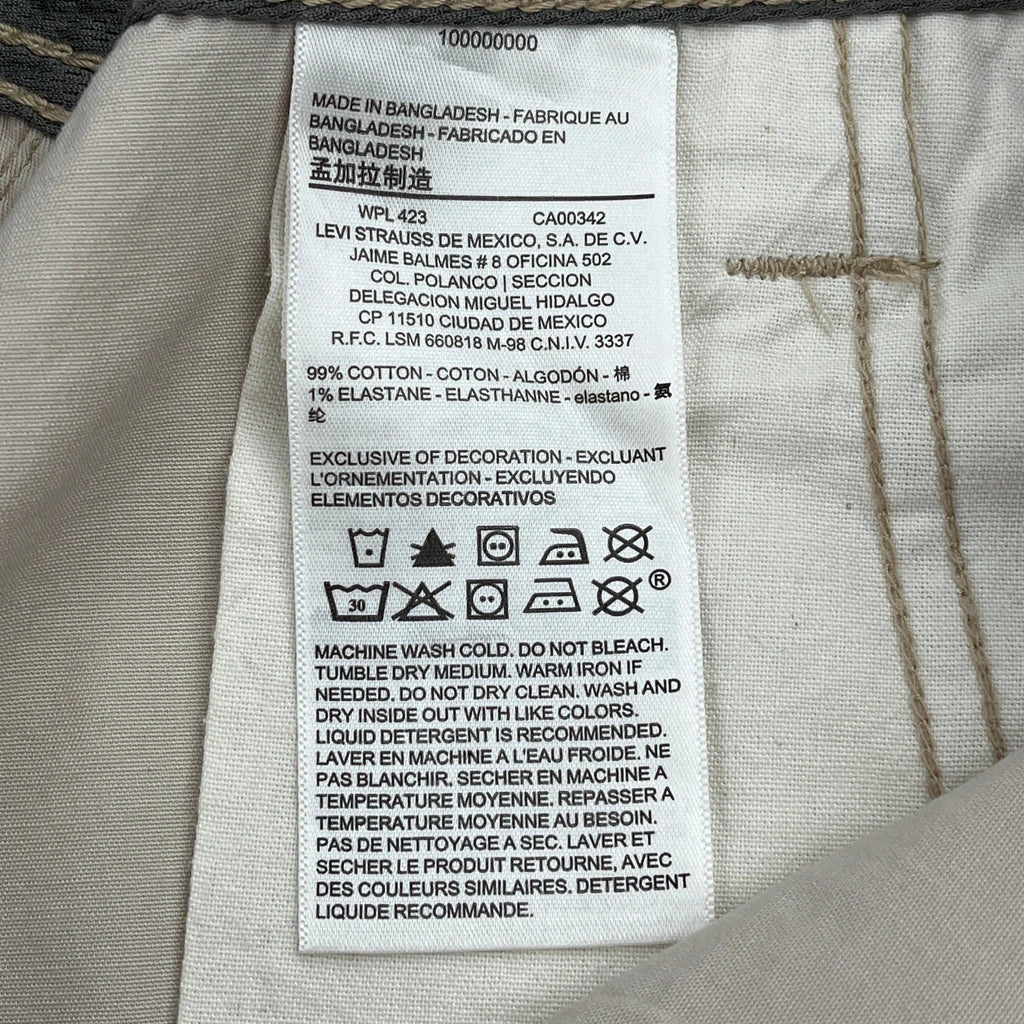 100000000
MADE IN BANGLADESH - FABRIQUE AU
BANGLADESH - FABRICADO EN
BANGLADESH
孟加拉制造
WPL 423 CA00342
LEVI STRAUSS DE MEXICO, S.A. DE C.V.
JAIME BALMES # 8 OFICINA 502
COL. POLANCO | SECCION
DELEGACION MIGUEL HIDALGO
CP 11510 CIUDAD DE MEXICO
R.F.C. LSM 660818 M-98 C.N.I.V. 3337
99% COTTON - COTON - ALGODÓN - 棉
1% ELASTANE - ELASTHANNE - elastano - 氨
纶
EXCLUSIVE OF DECORATION - EXCLUANT
L'ORNEMENTATION - EXCLUYENDO
ELEMENTOS DECORATIVOS
30 ®
MACHINE WASH COLD. DO NOT BLEACH.
TUMBLE DRY MEDIUM. WARM IRON IF
NEEDED. DO NOT DRY CLEAN. WASH AND
DRY INSIDE OUT WITH LIKE COLORS.
LIQUID DETERGENT IS RECOMMENDED.
LAVER EN MACHINE A L'EAU FROIDE. NE
PAS BLANCHIR. SECHER EN MACHINE A
TEMPERATURE MOYENNE. REPASSER A
TEMPERATURE MOYENNE AU BESOIN.
PAS DE NETTOYAGE A SEC. LAVER ET
SECHER LE PRODUIT RETOURNE, AVEC
DES COULEURS SIMILAIRES. DETERGENT
LIQUIDE RECOMMANDE.